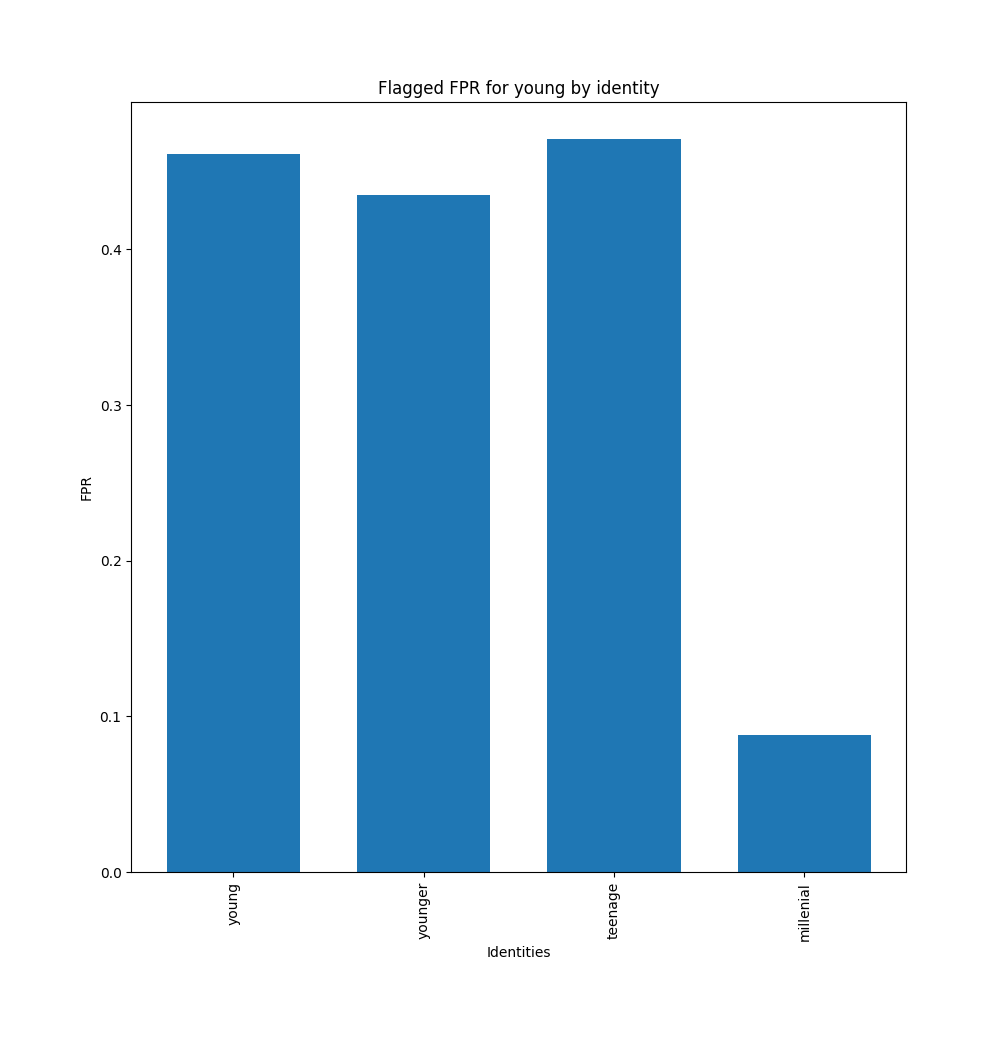 Flagged FPR for young by identity
0.4
0.3
0.2
0.1
0.0
FPR
young
younger
teenage
millenial
Identities